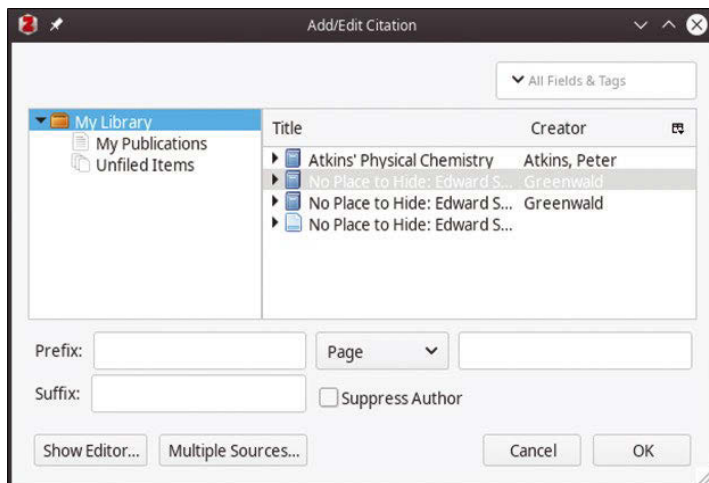 Add/Edit Citation
All Fields & Tags
My Library
My Publications
Unfiled Items
Title Creator
Atkins' Physical Chemistry Atkins, Peter
No Place to Hide: Edward S... Greenwald
No Place to Hide: Edward S... Greenwald
No Place to Hide: Edward S...
Prefix: Page
Suffix: Suppress Author
Show Editor... Multiple Sources... Cancel OK